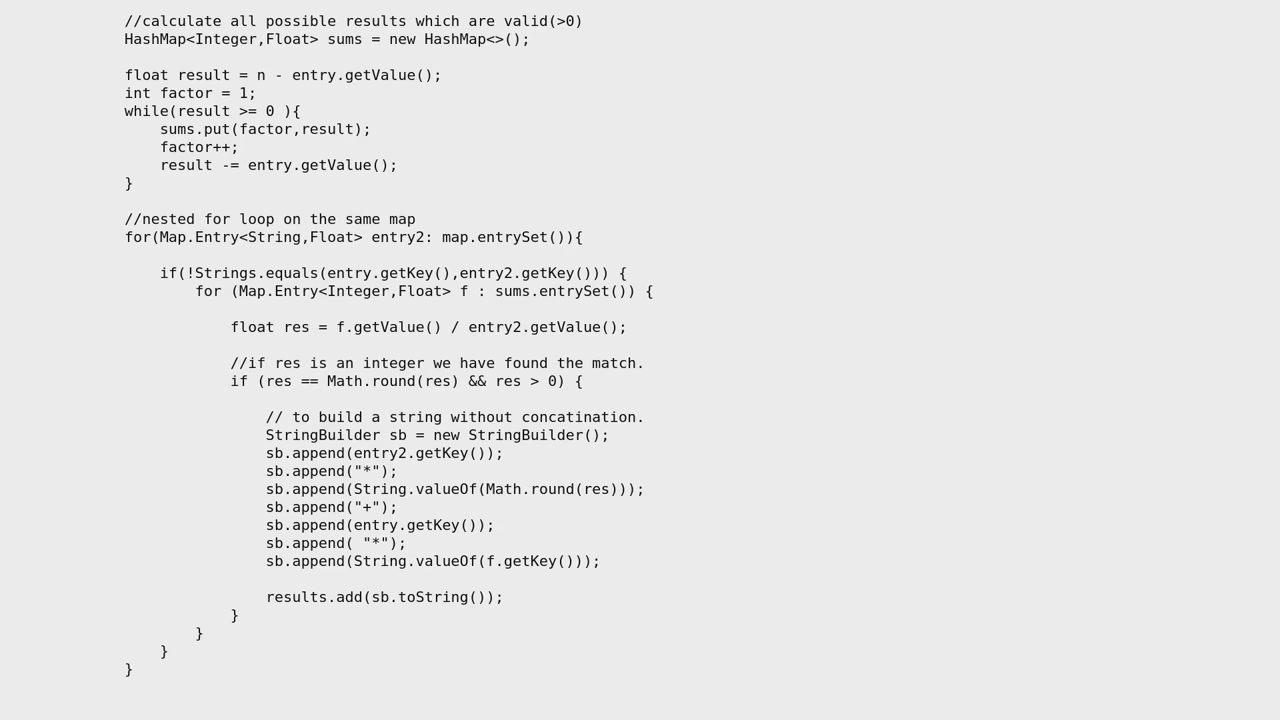 //calculate all possible results which are valid(>0)
HashMap<Integer,Float> sums = new HashMap<>();
float result = n - entry.getValue();
int factor = 1;
while(result >= 0 ){
sums.put(factor,result);
factor++;
result -= entry.getValue();
}
//nested for loop on the same map
for(Map.Entry<String,Float> entry2: map.entrySet()){
if(!Strings.equals(entry.getKey(),entry2.getKey())) {
for (Map.Entry<Integer,Float> f : sums.entrySet()) {
float res = f.getValue() / entry2.getValue();
//if res is an integer we have found the match.
if (res == Math.round(res) && res > 0) {
// to build a string without concatination.
StringBuilder sb = new StringBuilder();
sb.append(entry2.getKey());
sb.append("*");
sb.append(String.valueOf(Math.round(res)));
sb.append("+");
sb.append(entry.getKey());
sb.append( "*");
sb.append(String.valueOf(f.getKey()));
results.add(sb.toString());
}
}
}
}